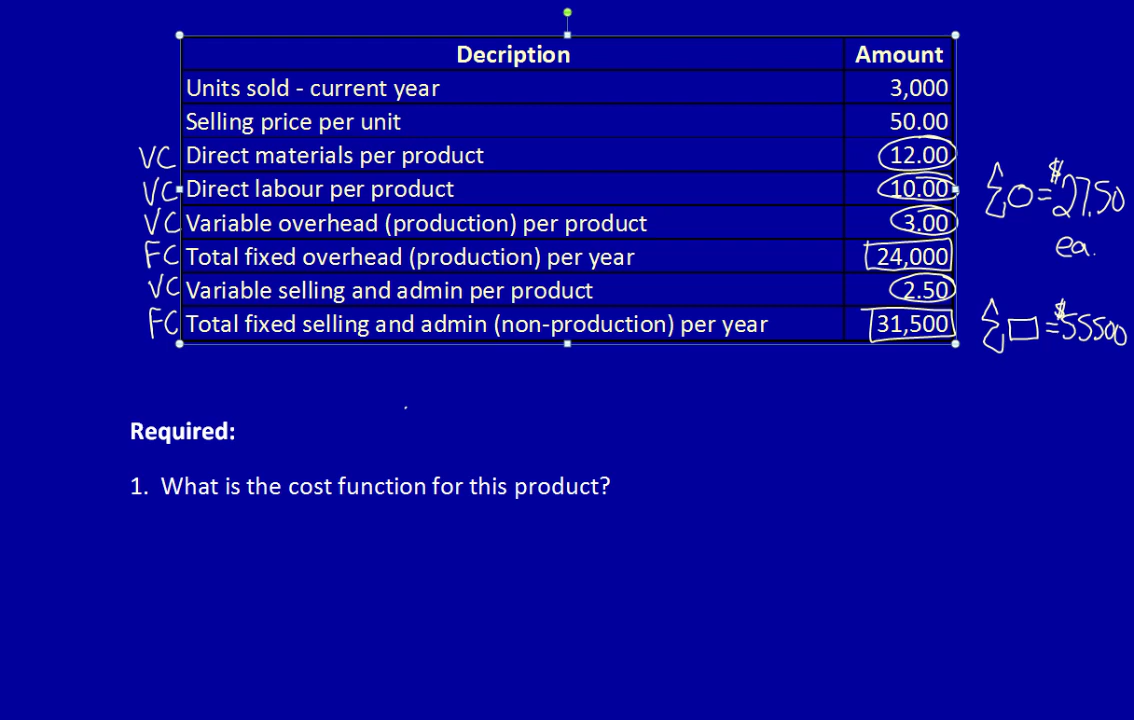 Decription Amount
Units sold - current year 3,000
Selling price per unit 50.00
VC Direct materials per product 12.00
VC Direct labour per product 10.00
VC Variable overhead (production) per product 3.00
FC Total fixed overhead (production) per year 24,000
VC Variable selling and admin per product 2.50
FC Total fixed selling and admin (non-production) per year 31,500
Σ○=$27.50
ea.
Σ□=$55500
Required:
1. What is the cost function for this product?